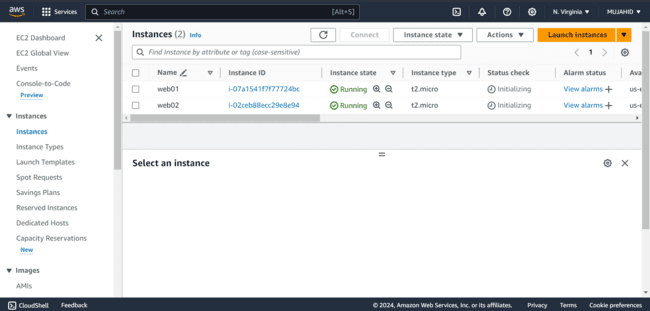 aws Services Search [Alt+S] N. Virginia MUJAHID
EC2 Dashboard
EC2 Global View
Events
Console-to-Code
Preview
Instances
Instances
Instance Types
Launch Templates
Spot Requests
Savings Plans
Reserved Instances
Dedicated Hosts
Capacity Reservations
New
Images
AMIs
Instances (2) Info Connect Instance state Actions Launch instances
Find Instance by attribute or tag (case-sensitive) 1
Name Instance ID Instance state Instance type Status check Alarm status Ava
web01 i-07a1541f7f77724bc Running t2.micro Initializing View alarms + us-e
web02 i-02ceb88ecc29e8e94 Running t2.micro Initializing View alarms + us-e
Select an instance
CloudShell Feedback © 2024, Amazon Web Services, Inc. or its affiliates. Privacy Terms Cookie preferences